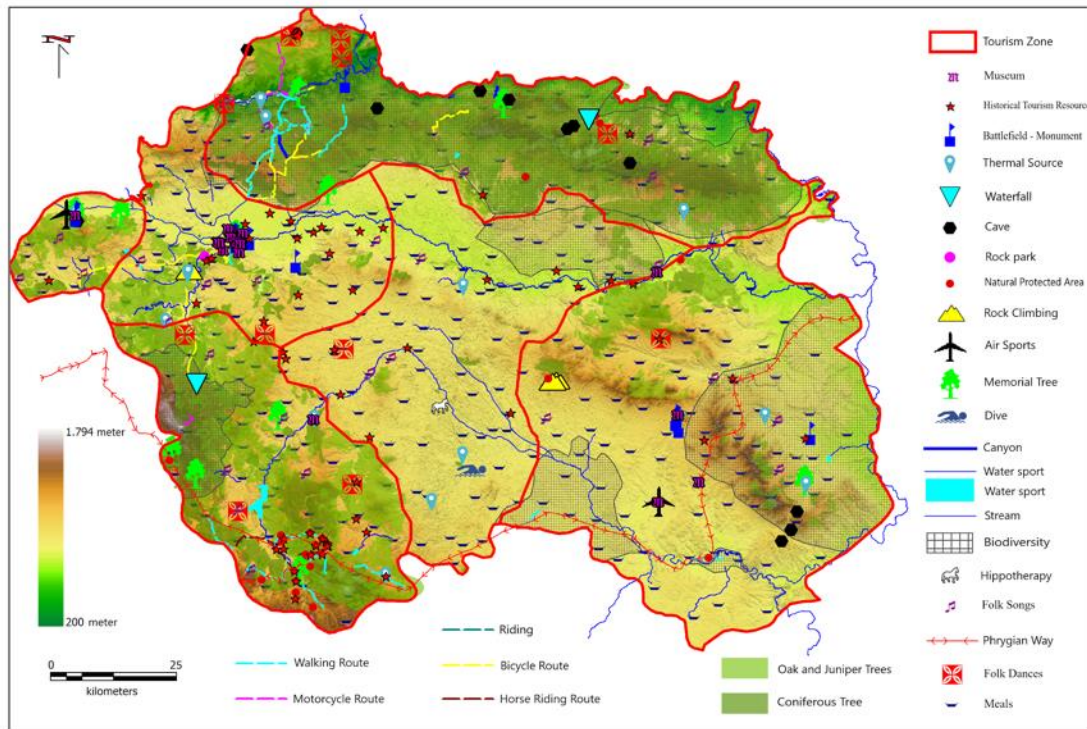 N
Tourism Zone
Museum
Historical Tourism Resource
Battlefield - Monument
Thermal Source
Waterfall
Cave
Rock park
Natural Protected Area
Rock Climbing
Air Sports
Memorial Tree
Dive
Canyon
Water sport
Water sport
Stream
Biodiversity
Hippotherapy
Folk Songs
Phrygian Way
Folk Dances
Meals
1.794 meter
200 meter
0 25
kilometers
Riding
Walking Route
Bicycle Route
Motorcycle Route
Horse Riding Route
Oak and Juniper Trees
Coniferous Tree